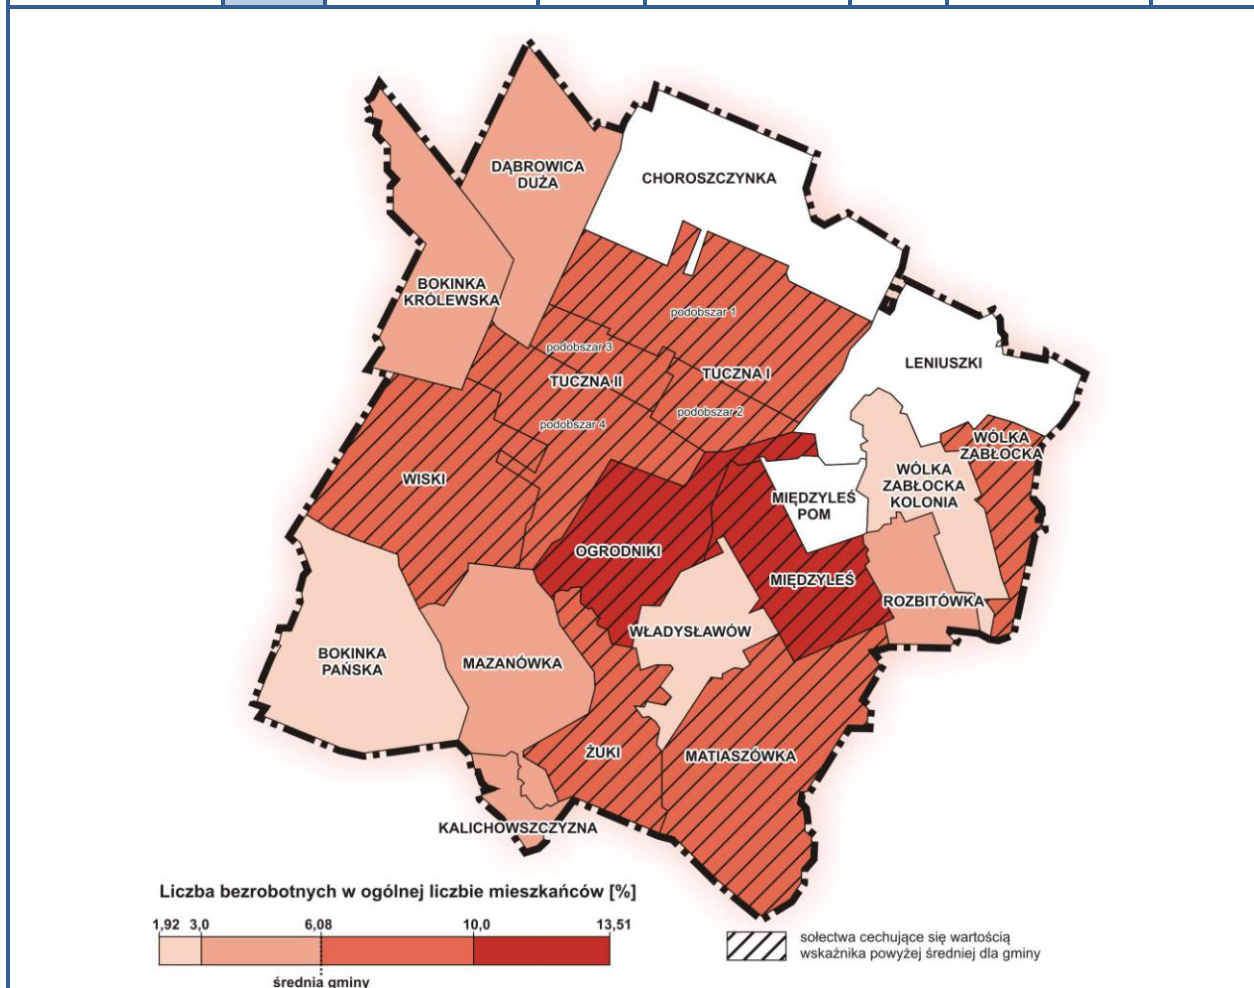 DĄBROWICA
DUŻA
CHOROSZCZYNKA
BOKINKA
KRÓLEWSKA
podobszar 1
podobszar 3
LENIUSZKI
TUCZNA II
TUCZNA I
podobszar 2
podobszar 4
WÓLKA
ZABŁOCKA
WISKI
WÓLKA
ZABŁOCKA
KOLONIA
MIĘDZYLEŚ
POM
OGRODNIKI
MIĘDZYLEŚ
ROZBITÓWKA
WŁADYSŁAWÓW
BOKINKA
PAŃSKA
MAZANÓWKA
ŻUKI
MATIASZÓWKA
KALICHOWSZCZYZNA
Liczba bezrobotnych w ogólnej liczbie mieszkańców [%]
1,92 3,0 6,08 10,0 13,51
średnia gminy
sołectwa cechujące się wartością
wskaźnika powyżej średniej dla gminy